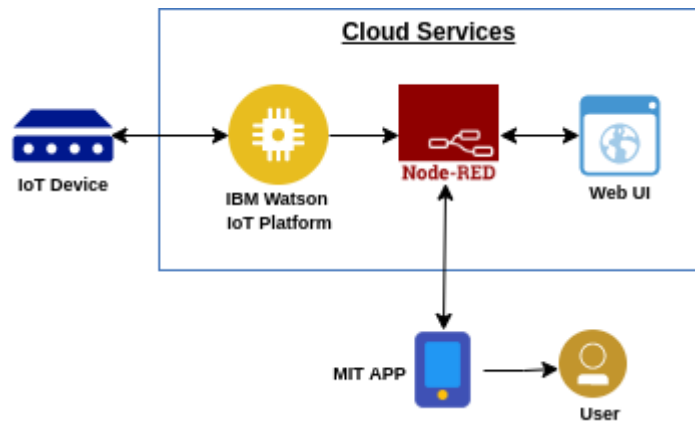 Cloud Services
IoT Device
IBM Watson
IoT Platform
Node-RED
Web UI
MIT APP
User